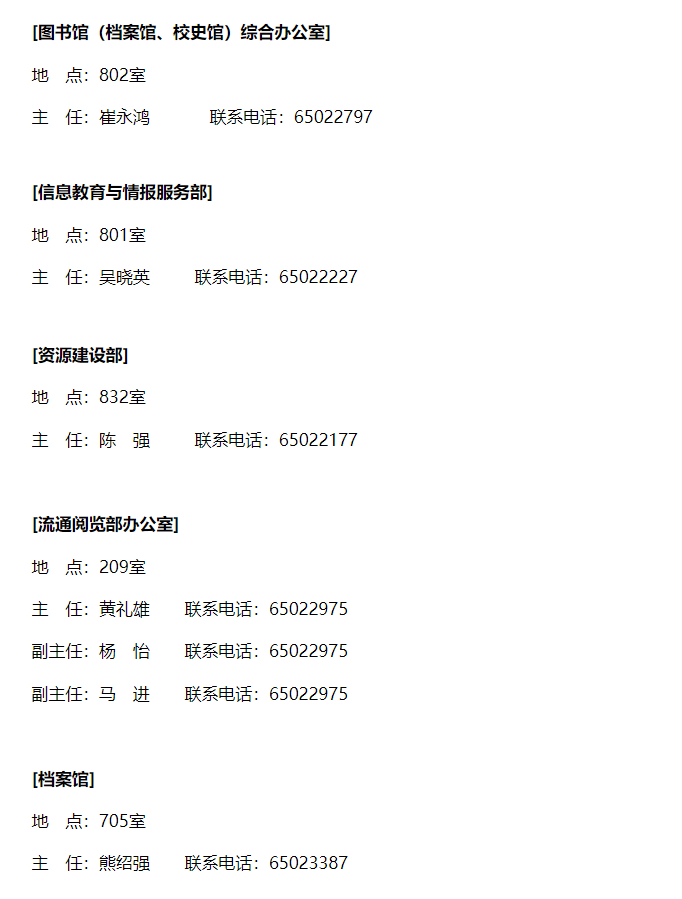 [图书馆（档案馆、校史馆）综合办公室]
地　点：802室
主　任：崔永鸿　　　　联系电话：65022797
[信息教育与情报服务部]
地　点：801室
主　任：吴晓英　　　联系电话：65022227
[资源建设部]
地　点：832室
主　任：陈　强　　　联系电话：65022177
[流通阅览部办公室]
地　点：209室
主　任：黄礼雄　　联系电话：65022975
副主任：杨　怡　　联系电话：65022975
副主任：马　进　　联系电话：65022975
[档案馆]
地　点：705室
主　任：熊绍强　　联系电话：65023387